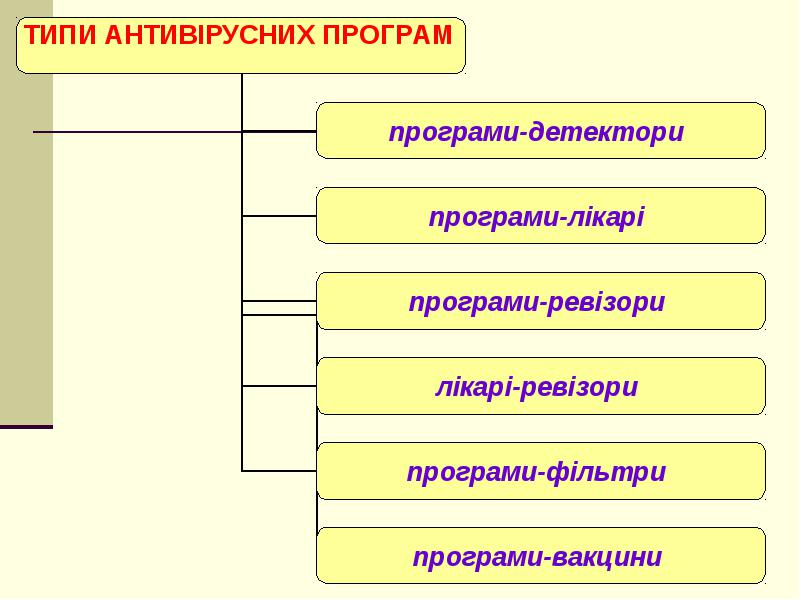 ТИПИ АНТИВІРУСНИХ ПРОГРАМ
програми-детектори
програми-лікарі
програми-ревізори
лікарі-ревізори
програми-фільтри
програми-вакцини